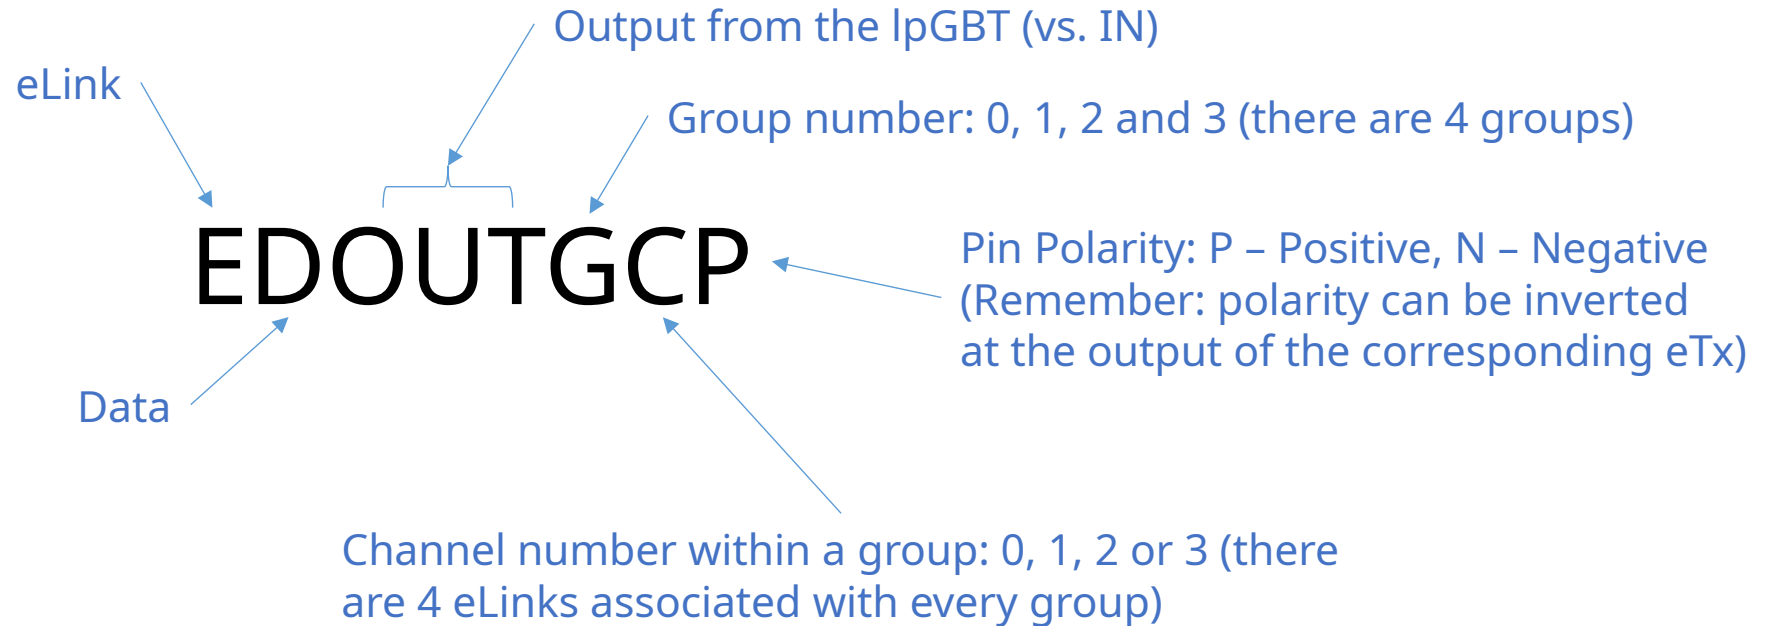 Output from the lpGBT (vs. IN)
eLink
Group number: 0, 1, 2 and 3 (there are 4 groups)
EDOUTGCP
Pin Polarity: P – Positive, N – Negative
(Remember: polarity can be inverted
at the output of the corresponding eTx)
Data
Channel number within a group: 0, 1, 2 or 3 (there
are 4 eLinks associated with every group)